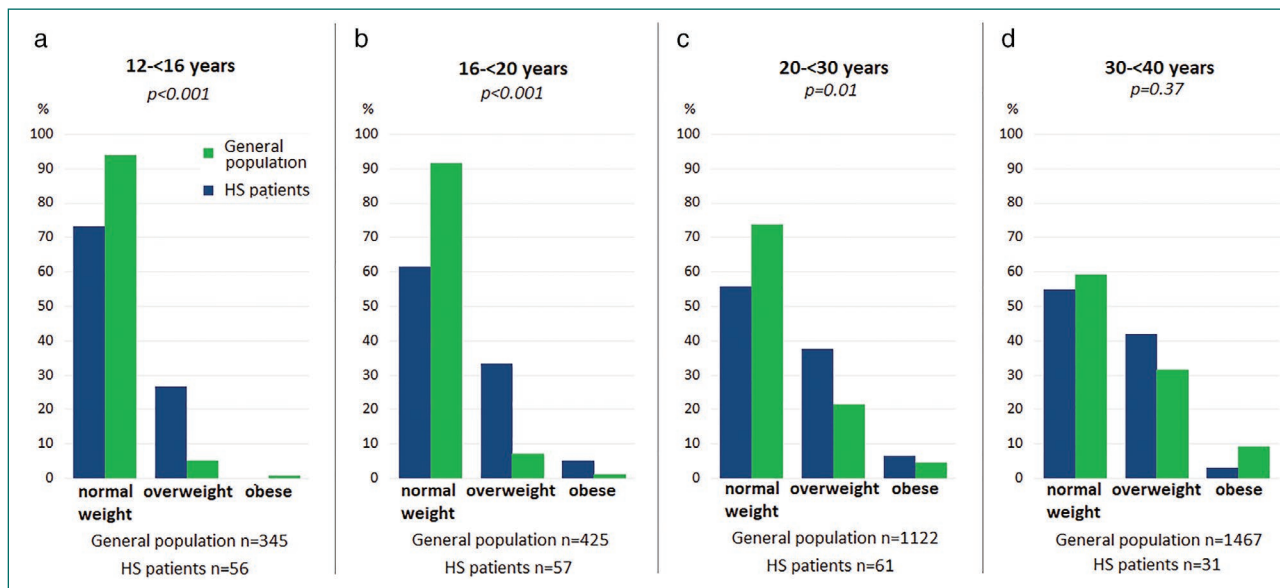 a
12-<16 years
p<0.001
%
100
90
80
70
60
50
40
30
20
10
0
General
population
HS patients
normal
weight
overweight
obese
General population n=345
HS patients n=56
b
16-<20 years
p<0.001
%
100
90
80
70
60
50
40
30
20
10
0
normal
weight
overweight
obese
General population n=425
HS patients n=57
c
20-<30 years
p=0.01
%
100
90
80
70
60
50
40
30
20
10
0
normal
weight
overweight
obese
General population n=1122
HS patients n=61
d
30-<40 years
p=0.37
%
100
90
80
70
60
50
40
30
20
10
0
normal
weight
overweight
obese
General population n=1467
HS patients n=31